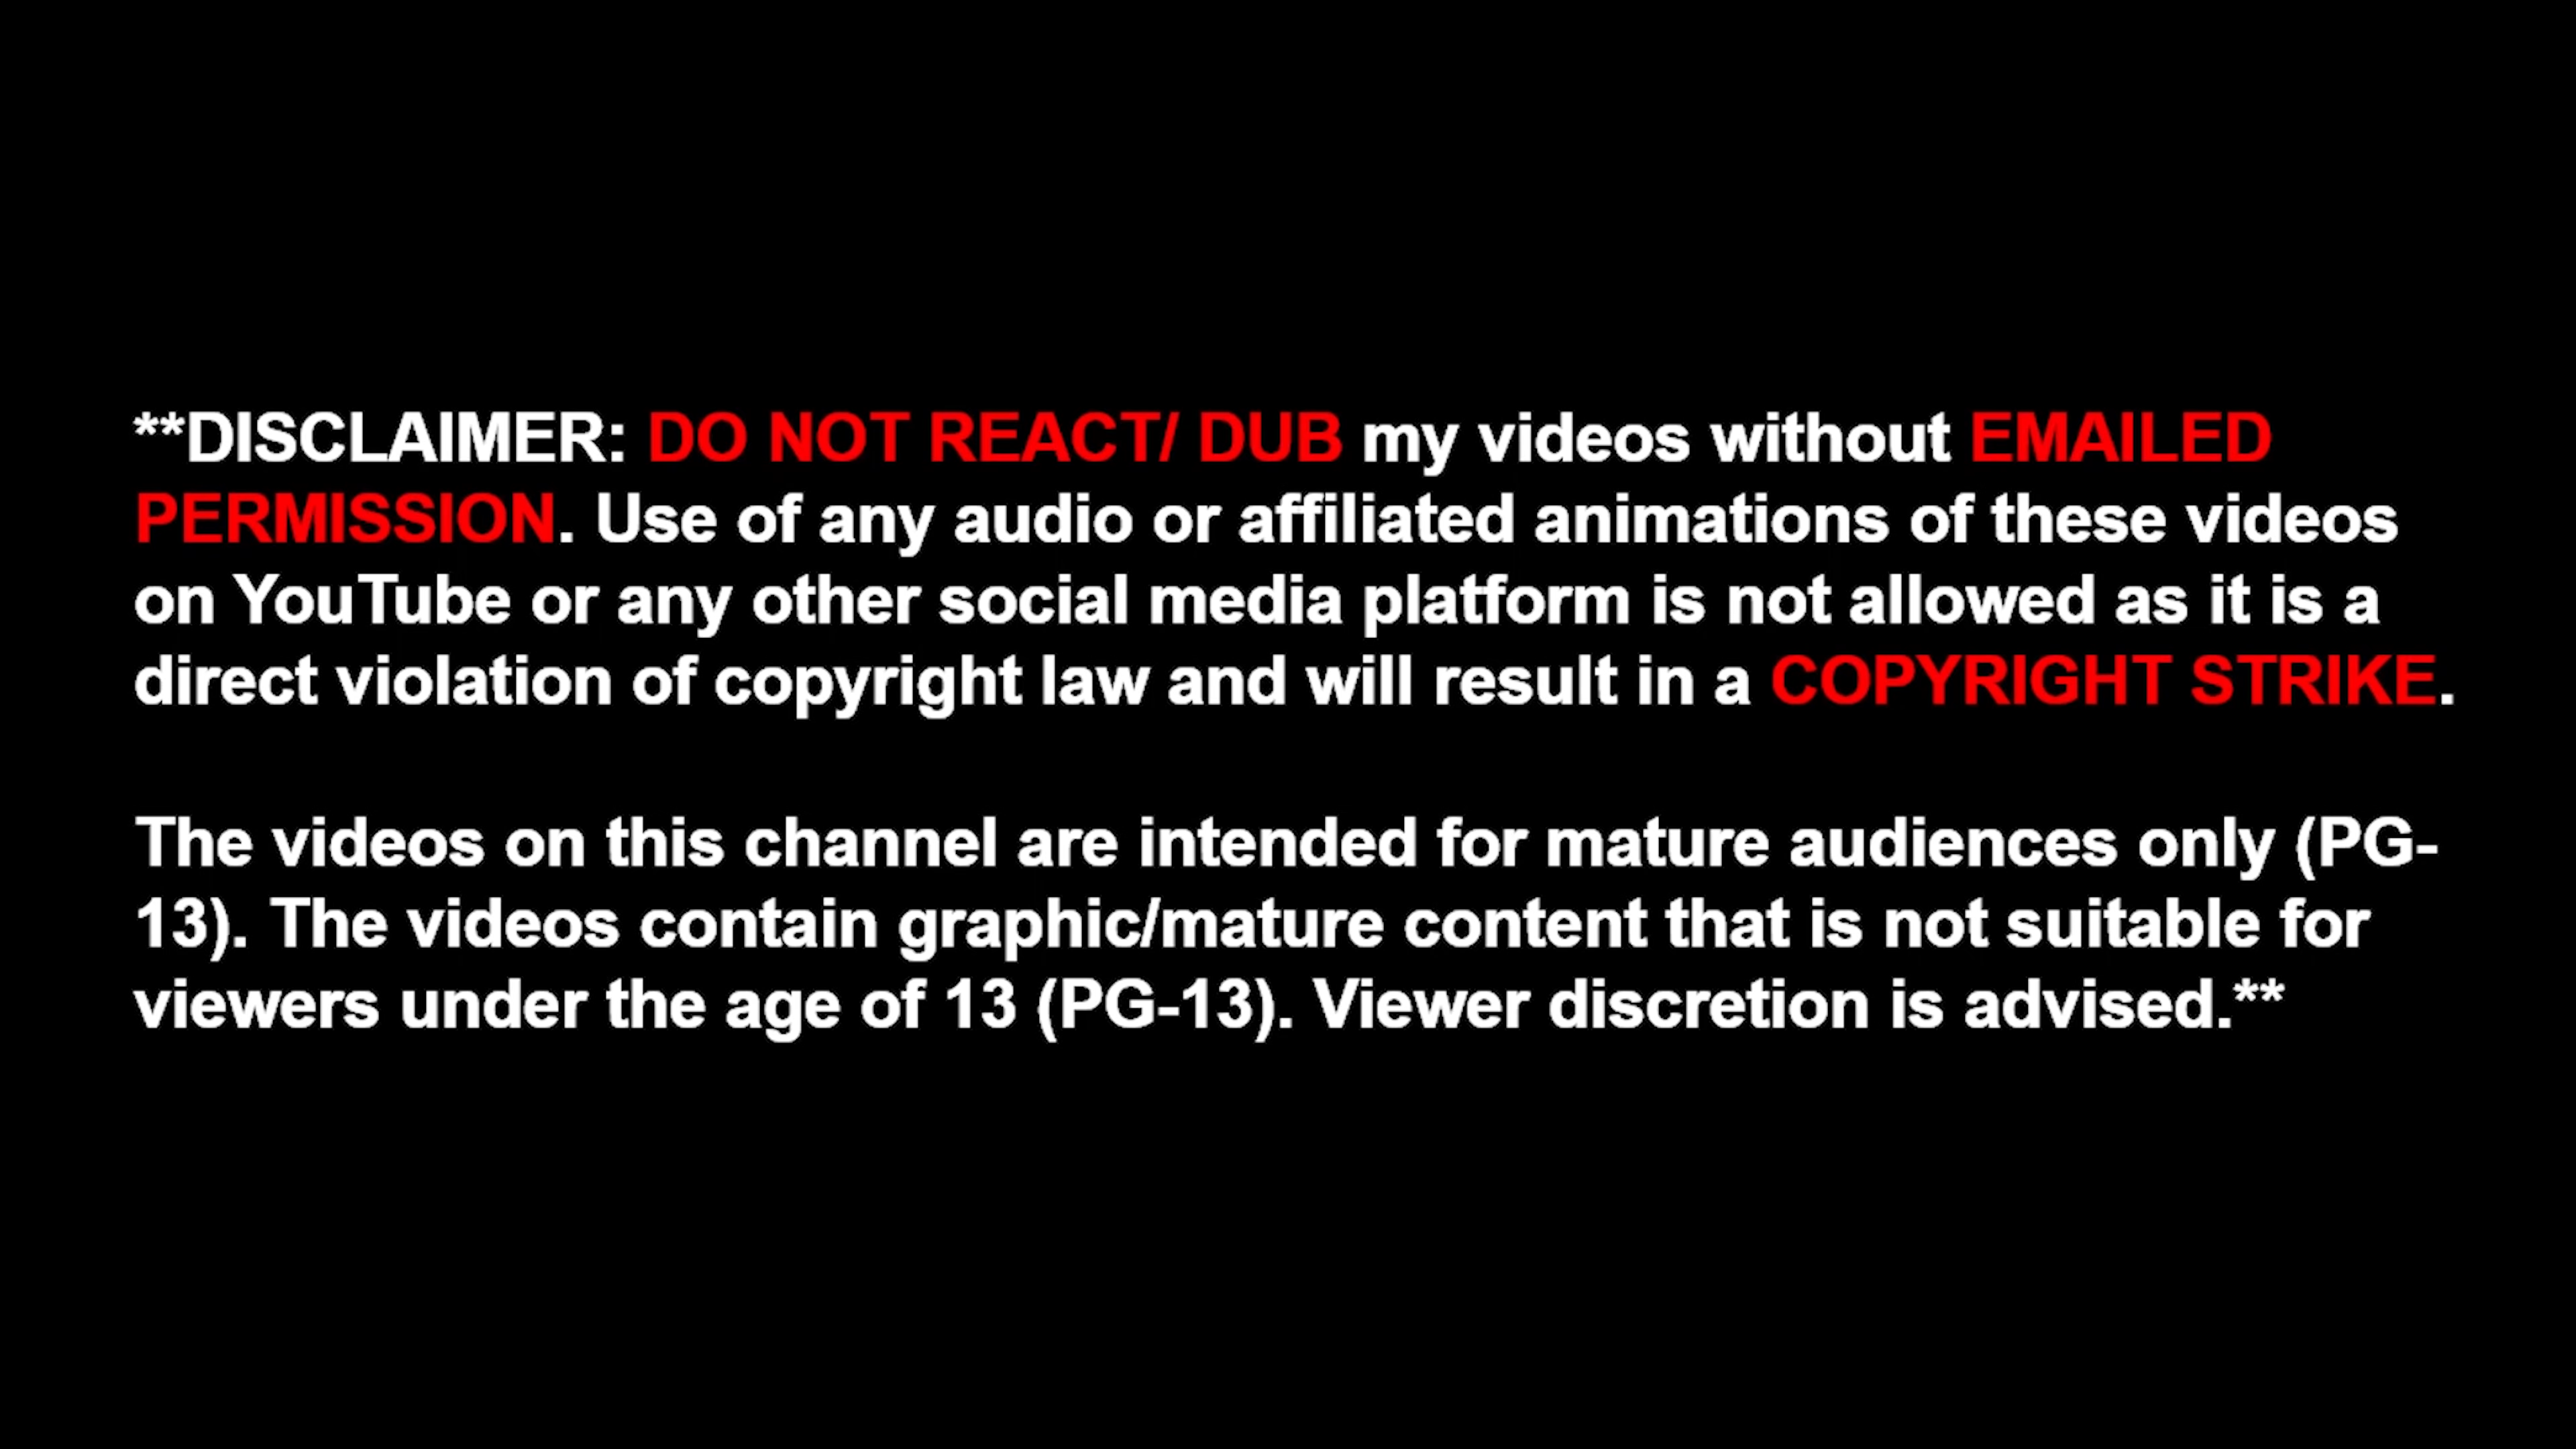 **DISCLAIMER: DO NOT REACT/ DUB my videos without EMAILED
PERMISSION. Use of any audio or affiliated animations of these videos
on YouTube or any other social media platform is not allowed as it is a
direct violation of copyright law and will result in a COPYRIGHT STRIKE.
The videos on this channel are intended for mature audiences only (PG-
13). The videos contain graphic/mature content that is not suitable for
viewers under the age of 13 (PG-13). Viewer discretion is advised.**